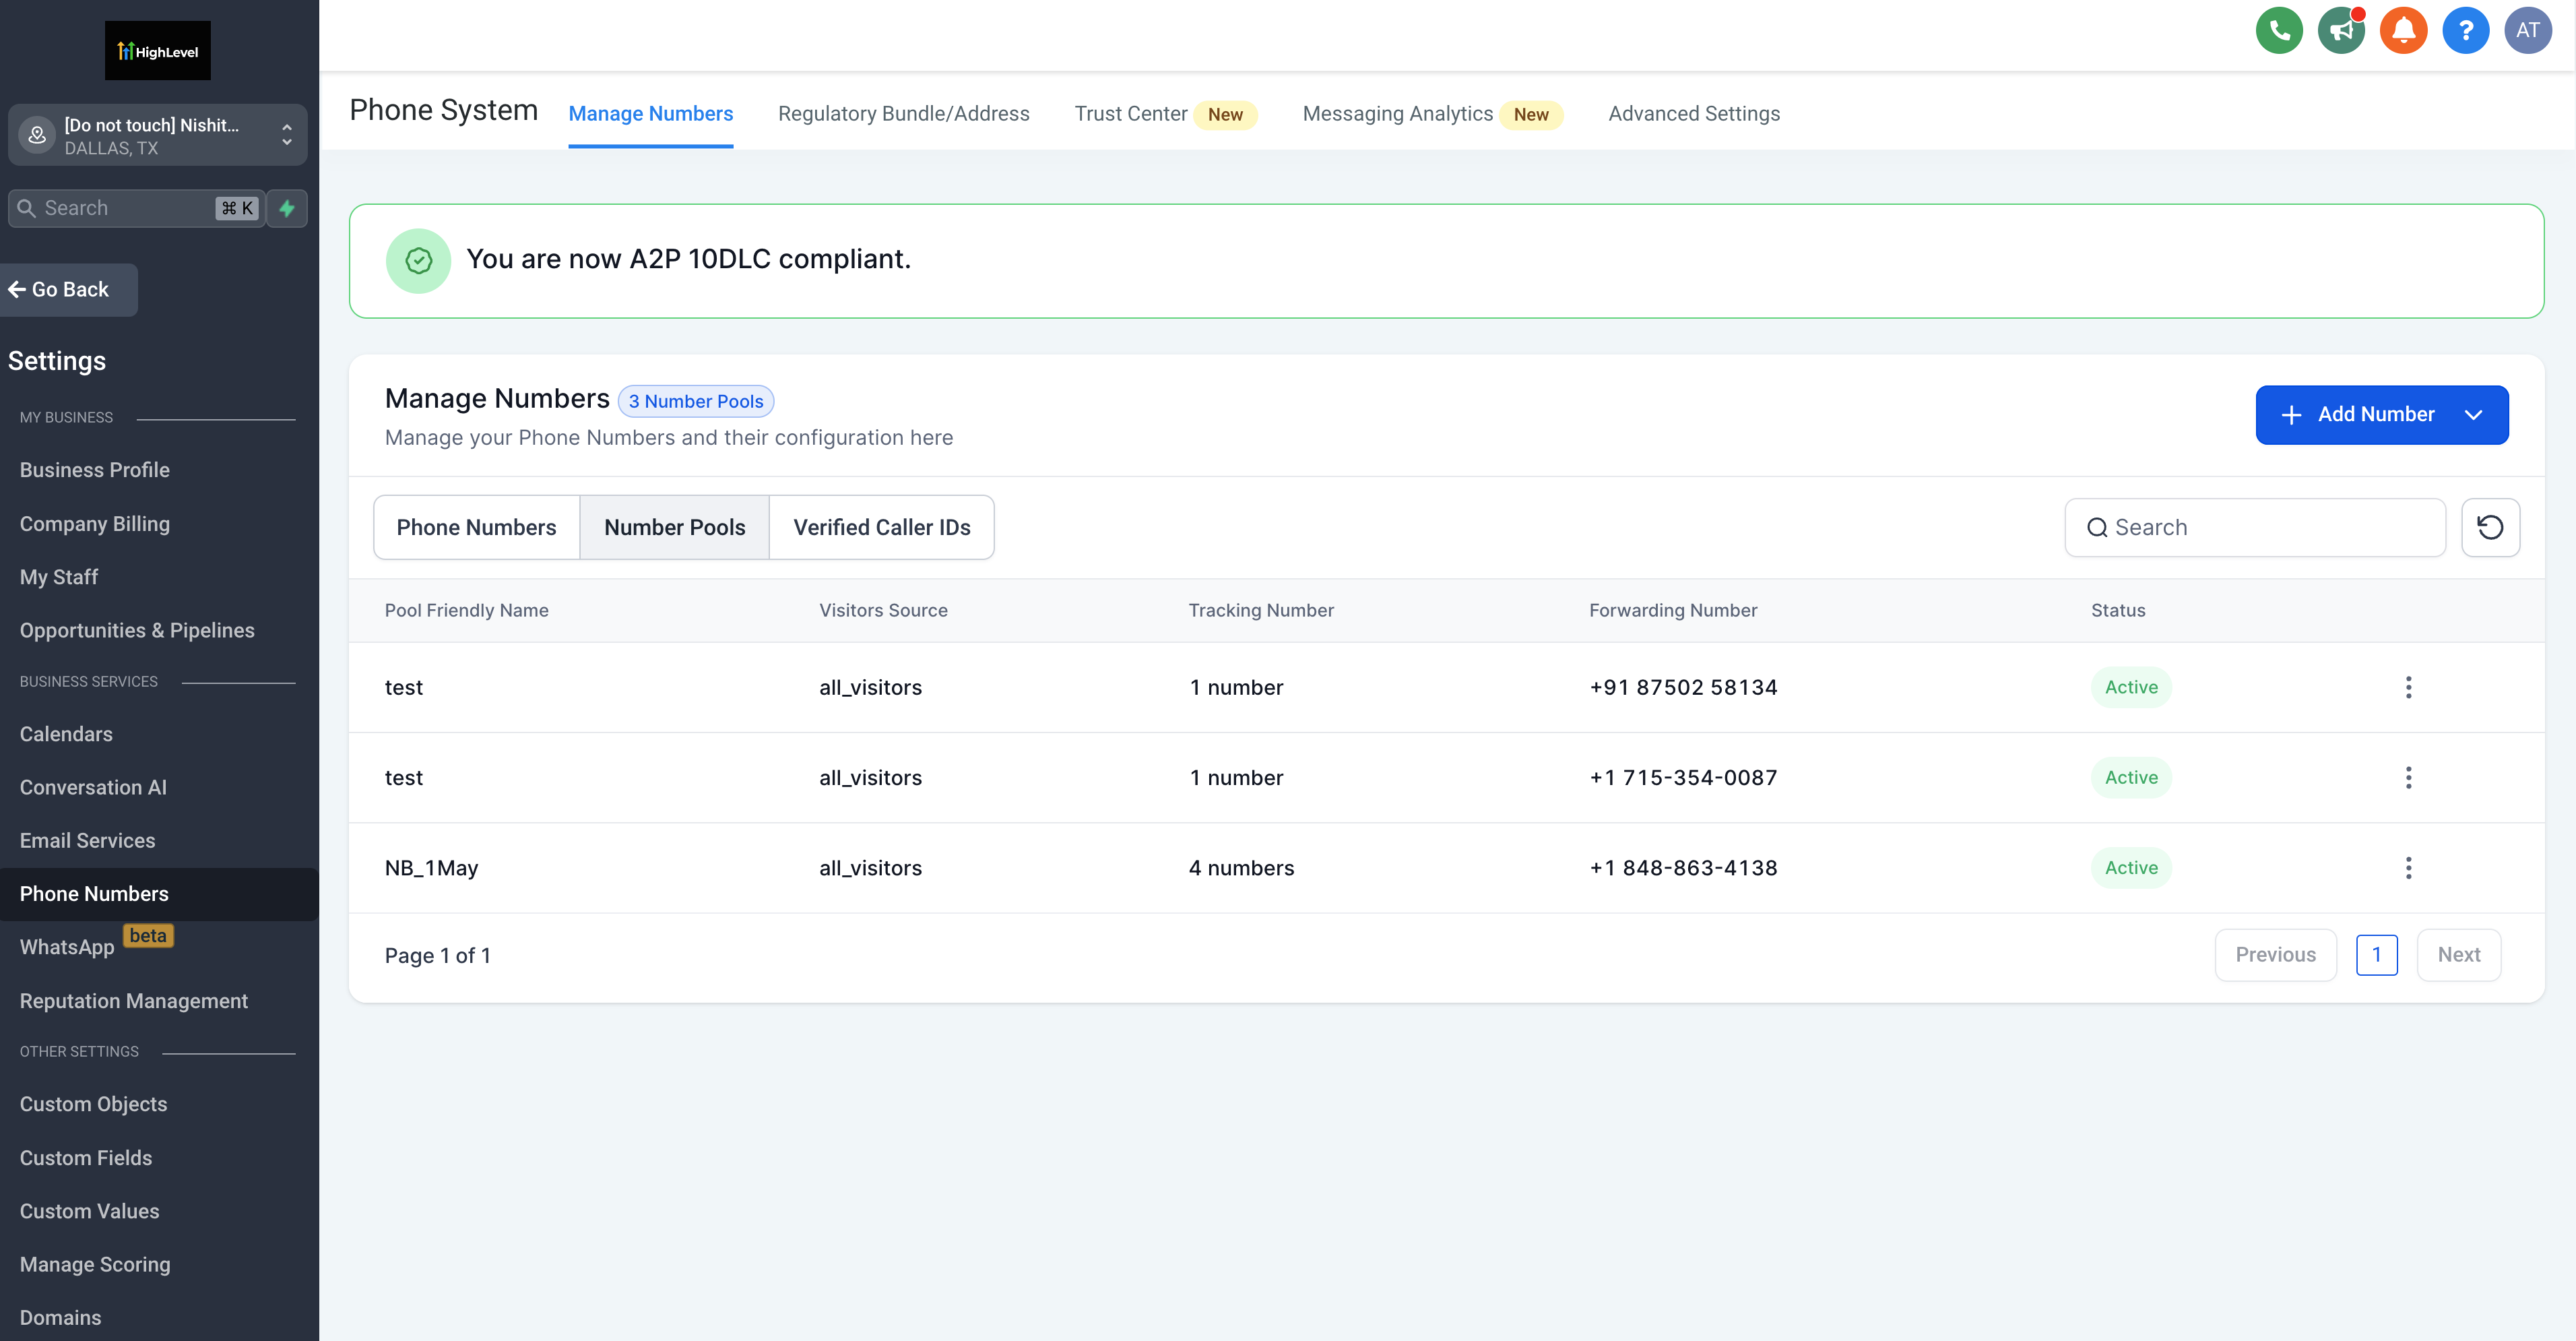 HighLevel
[Do not touch] Nishit...
DALLAS, TX
Search ⌘ K
Go Back
Settings
MY BUSINESS
Business Profile
Company Billing
My Staff
Opportunities & Pipelines
BUSINESS SERVICES
Calendars
Conversation AI
Email Services
Phone Numbers
WhatsApp beta
Reputation Management
OTHER SETTINGS
Custom Objects
Custom Fields
Custom Values
Manage Scoring
Domains
? AT
Phone System Manage Numbers Regulatory Bundle/Address Trust Center New Messaging Analytics New Advanced Settings
You are now A2P 10DLC compliant.
Manage Numbers 3 Number Pools
Manage your Phone Numbers and their configuration here
+ Add Number
Phone Numbers Number Pools Verified Caller IDs Search
Pool Friendly Name Visitors Source Tracking Number Forwarding Number Status
test all_visitors 1 number +91 87502 58134 Active
test all_visitors 1 number +1 715-354-0087 Active
NB_1May all_visitors 4 numbers +1 848-863-4138 Active
Page 1 of 1 Previous 1 Next